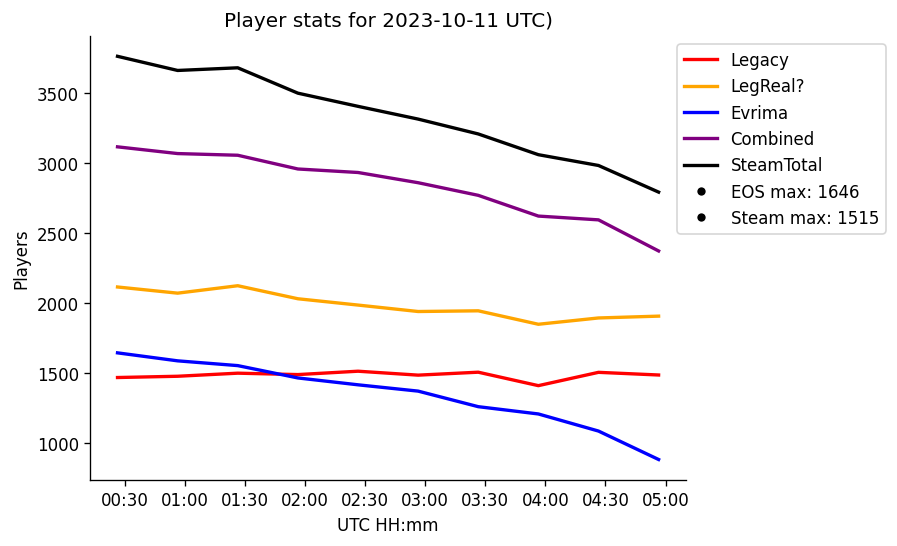 Player stats for 2023-10-11 UTC)
Legacy
LegReal?
Evrima
Combined
SteamTotal
EOS max: 1646
Steam max: 1515
Players
3500
3000
2500
2000
1500
1000
00:30 01:00 01:30 02:00 02:30 03:00 03:30 04:00 04:30 05:00
UTC HH:mm